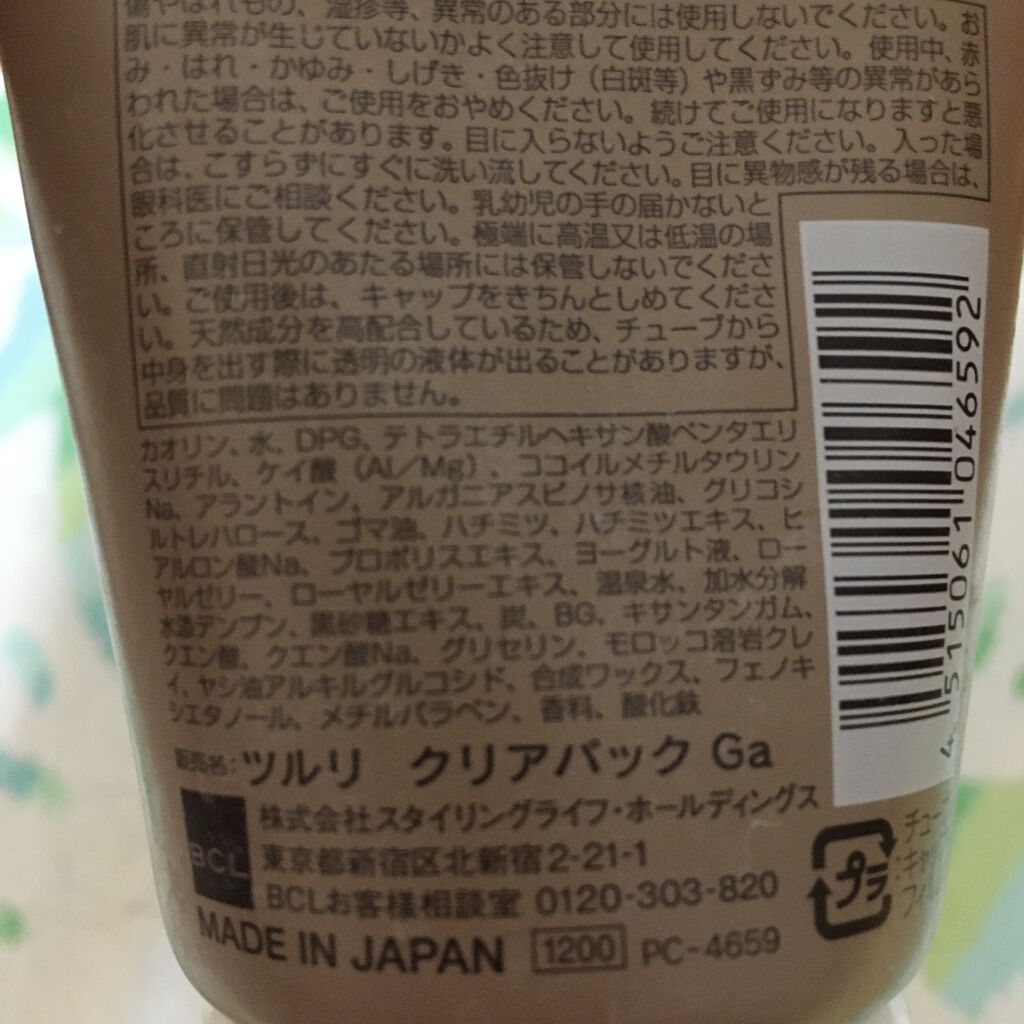 傷やはれもの、湿疹等、異常のある部分には使用しないでください。お
肌に異常が生じていないかよく注意して使用してください。使用中、赤
み・はれ・かゆみ・しげき・色抜け（白斑等）や黒ずみ等の異常があら
われた場合は、ご使用をおやめください。続けてご使用になりますと悪
化させることがあります。目に入らないようご注意ください。入った場
合は、こすらずにすぐに洗い流してください。目に異物感が残る場合は、
眼科医にご相談ください。乳幼児の手の届かないと
ころに保管してください。極端に高温又は低温の場
所、直射日光のあたる場所には保管しないでくださ
い。ご使用後は、キャップをきちんとしめてくださ
い。天然成分を高配合しているため、チューブから
中身を出す際に透明の液体が出ることがありますが、
品質に問題はありません。
カオリン、水、DPG、テトラエチルヘキサン酸ペンタエリ
スリチル、ケイ酸（Al／Mg）、ココイルメチルタウリン
Na、アラントイン、アルガニアスピノサ核油、グリコシ
ルトレハロース、ゴマ油、ハチミツ、ハチミツエキス、ヒ
アルロン酸Na、プロポリスエキス、ヨーグルト液、ロー
ヤルゼリー、ローヤルゼリーエキス、温泉水、加水分解
水添デンプン、黒砂糖エキス、炭、BG、キサンタンガム、
クエン酸、クエン酸Na、グリセリン、モロッコ溶岩クレ
イ、ヤシ油アルキルグルコシド、合成ワックス、フェノキ
シエタノール、メチルパラベン、香料、酸化鉄
販売名：ツルリ　クリアパック Ga
BCL
株式会社スタイリングライフ・ホールディングス
東京都新宿区北新宿2-21-1
BCLお客様相談室 0120-303-820
MADE IN JAPAN 1200 PC-4659
4 515061 046592
プラ
チュー
:キャ
フィ